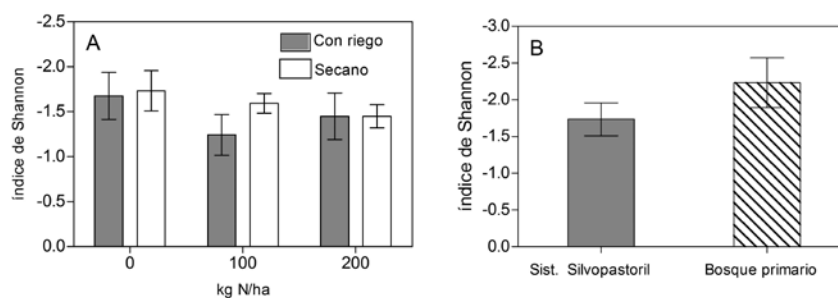 A
Con riego
Secano
índice de Shannon
-2.5
-2.0
-1.5
-1.0
-0.5
0.0
0
100
200
kg N/ha
B
índice de Shannon
-3.0
-2.5
-2.0
-1.5
-1.0
-0.5
0.0
Sist. Silvopastoril
Bosque primario